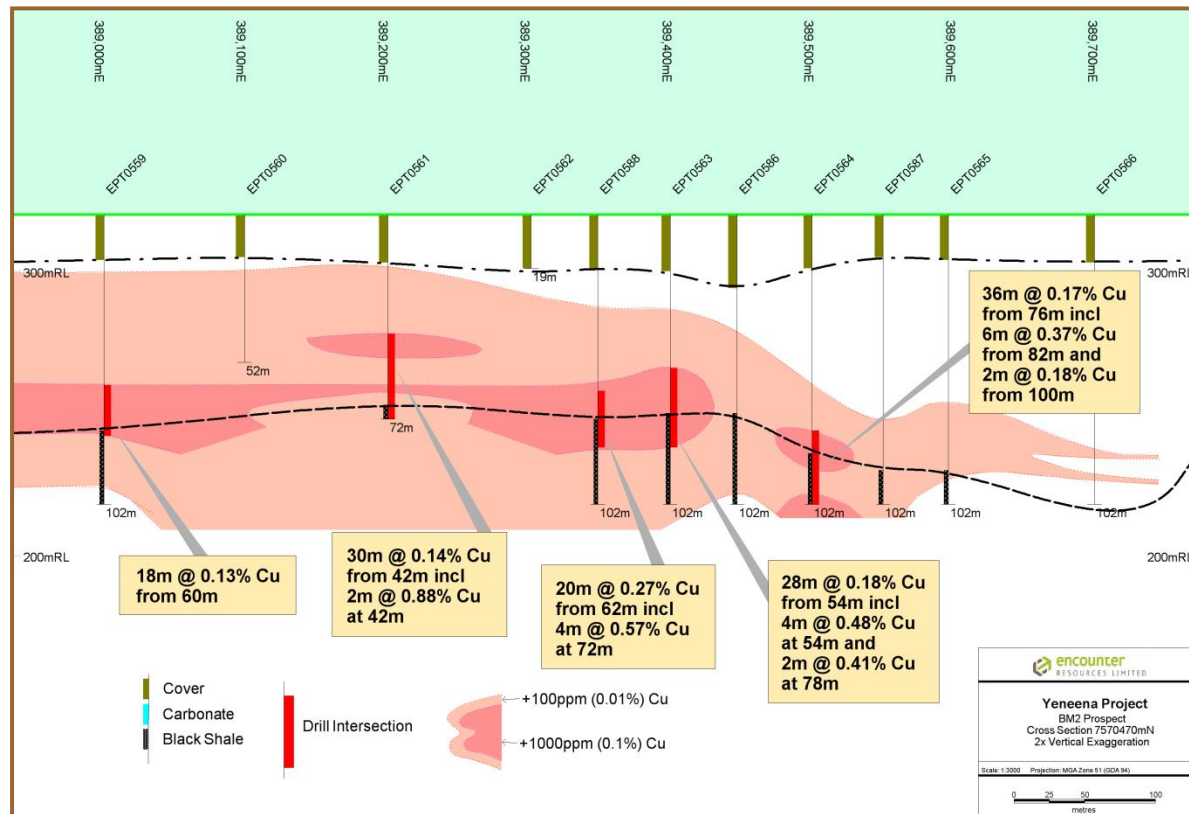 389,000mE
389,100mE
389,200mE
389,300mE
389,400mE
389,500mE
389,600mE
389,700mE
EPT0559
EPT0560
EPT0561
EPT0562
EPT0588
EPT0563
EPT0586
EPT0564
EPT0587
EPT0565
EPT0566
300mRL
19m
300mRL
36m @ 0.17% Cu
from 76m incl
6m @ 0.37% Cu
from 82m and
2m @ 0.18% Cu
from 100m
52m
72m
102m
102m
102m
102m
102m
102m
102m
102m
200mRL
200mRL
18m @ 0.13% Cu
from 60m
30m @ 0.14% Cu
from 42m incl
2m @ 0.88% Cu
at 42m
20m @ 0.27% Cu
from 62m incl
4m @ 0.57% Cu
at 72m
28m @ 0.18% Cu
from 54m incl
4m @ 0.48% Cu
at 54m and
2m @ 0.41% Cu
at 78m
Cover
Carbonate
Black Shale
Drill Intersection
+100ppm (0.01%) Cu
+1000ppm (0.1%) Cu
encounter
RESOURCES LIMITED
Yeneena Project
BM2 Prospect
Cross Section 7570470mN
2x Vertical Exaggeration
Scale: 1:3000 Projection: MGA Zone 51 (GDA 94)
0 25 50 100
metres